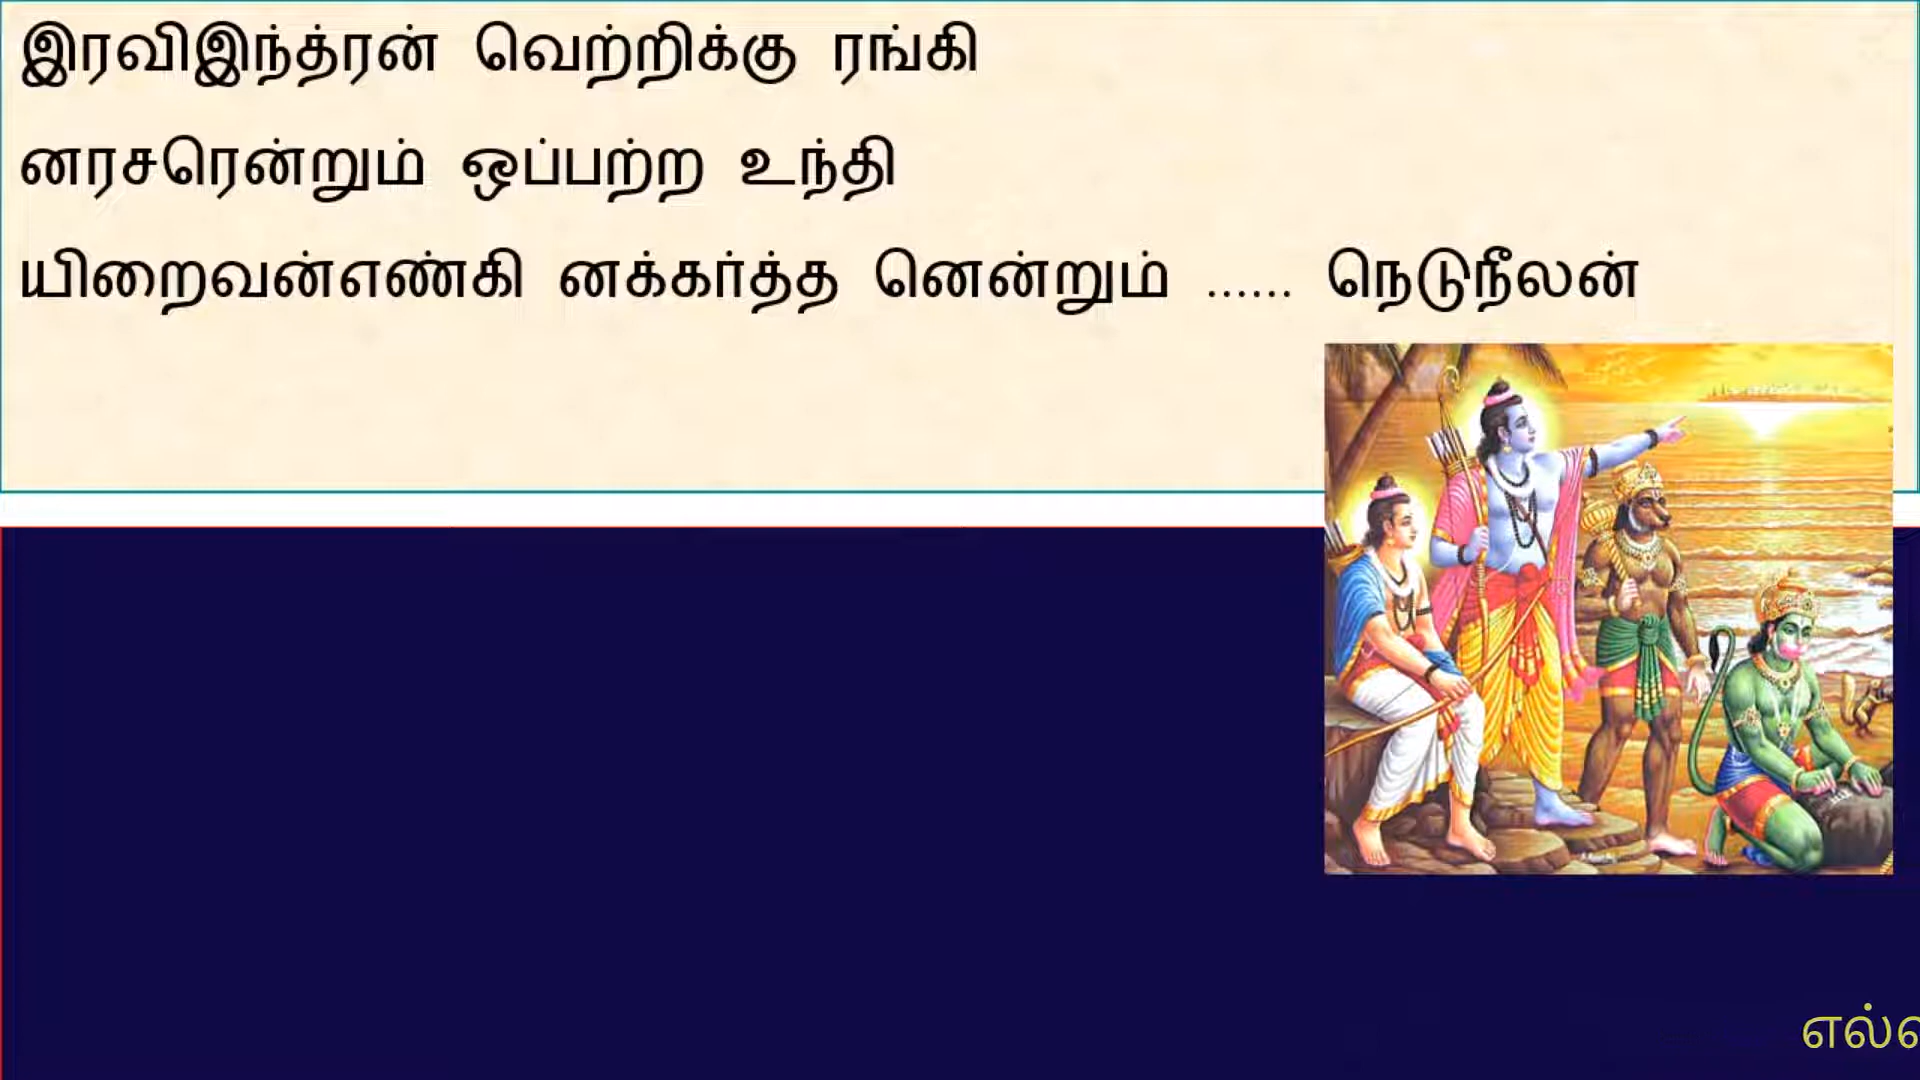 இரவிஇந்த்ரன் வெற்றிக்கு ரங்கி
னரசரென்றும் ஒப்பற்ற உந்தி
யிறைவன்எண்கி னக்கர்த்த னென்றும் ...... நெடுநீலன்